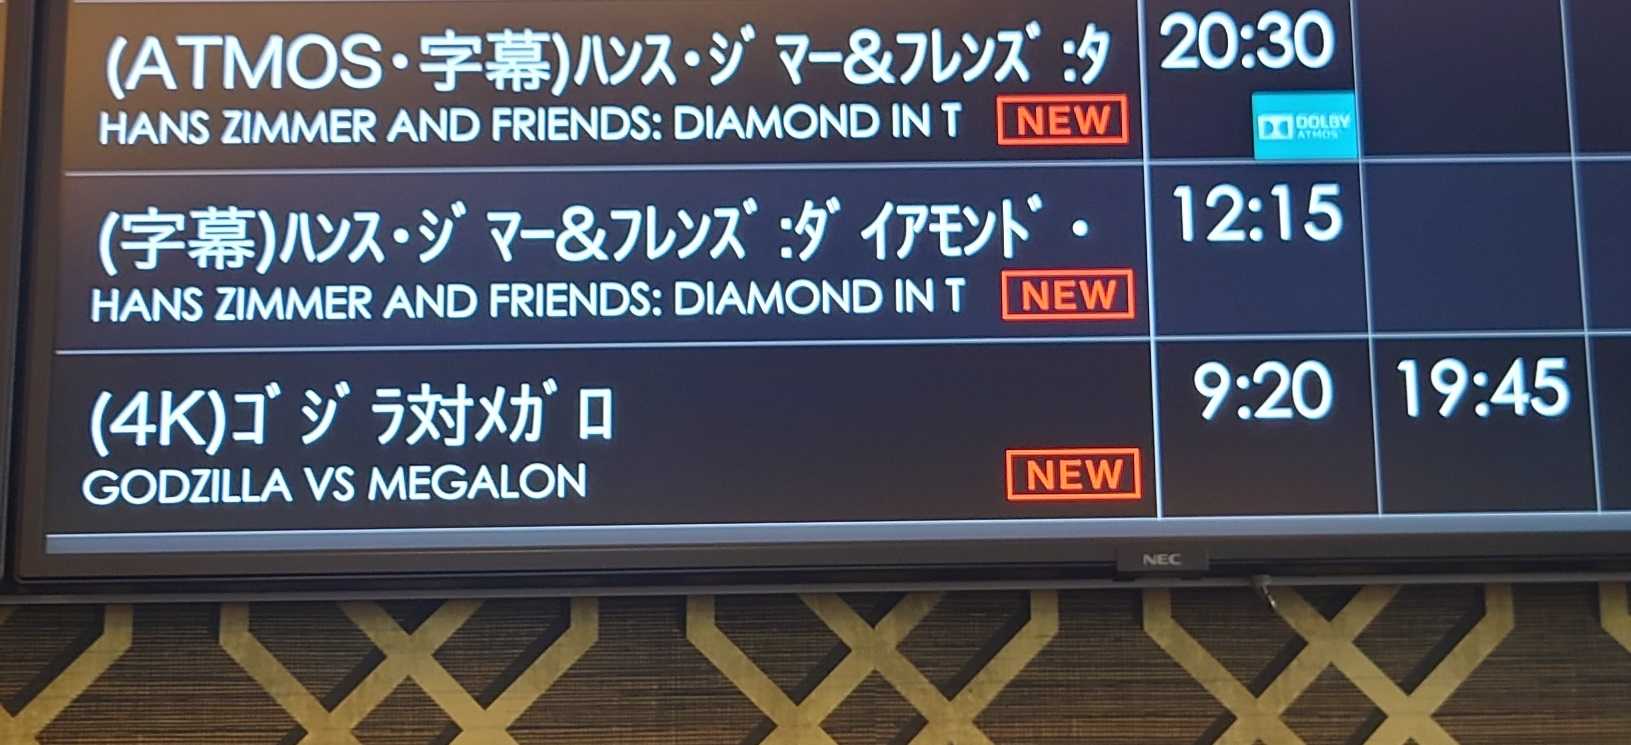 (ATMOS・字幕)ハンス・ジマー&フレンズ:タ 20:30
HANS ZIMMER AND FRIENDS: DIAMOND IN T NEW
DOLBY
ATMOS
(字幕)ハンス・ジマー&フレンズ:ダイアモンド・ 12:15
HANS ZIMMER AND FRIENDS: DIAMOND IN T NEW
(4K)ゴジラ対メガロ 9:20 19:45
GODZILLA VS MEGALON NEW
NEC